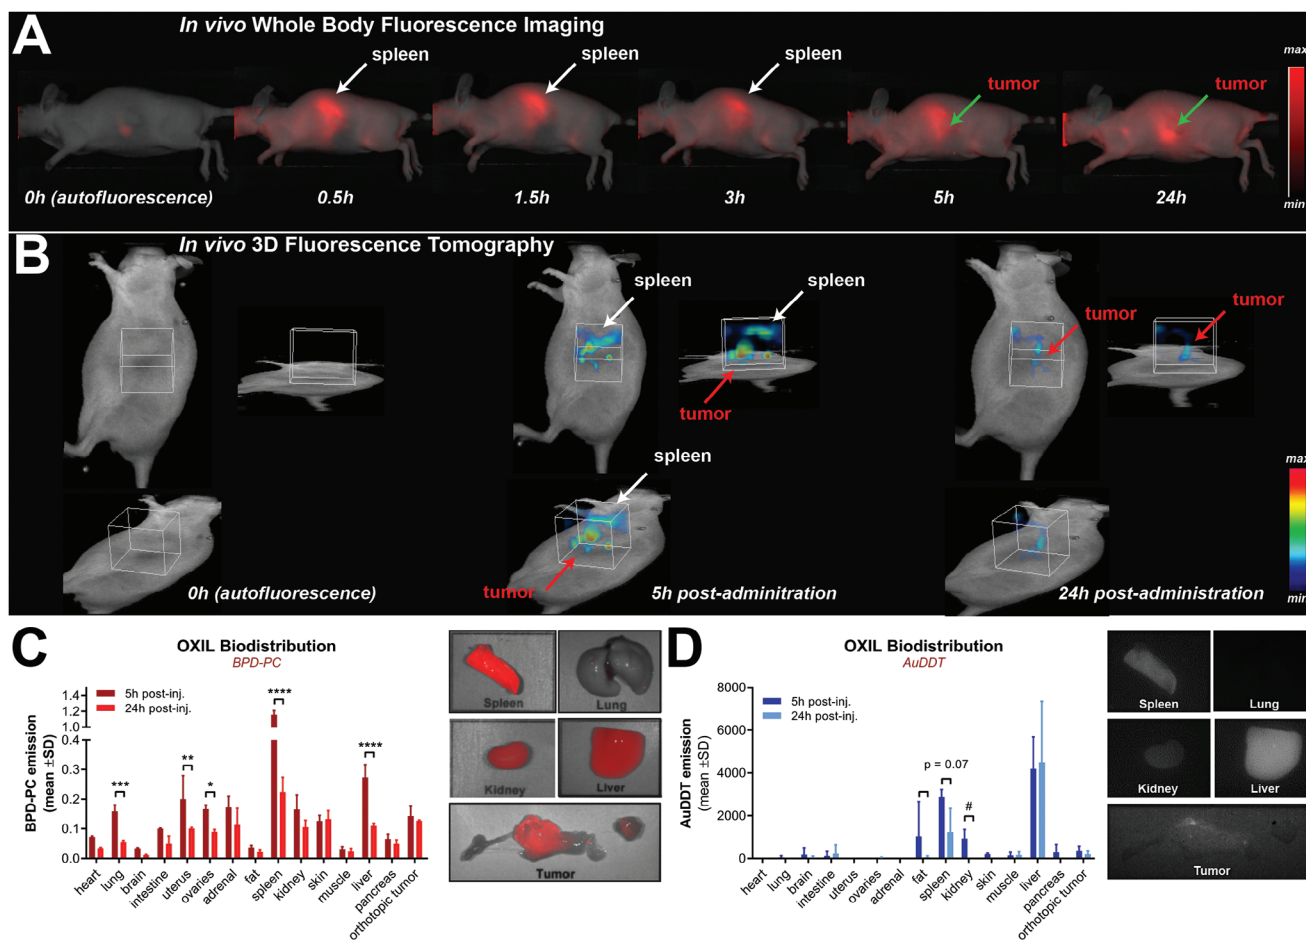 A
In vivo Whole Body Fluorescence Imaging
spleen
spleen
spleen
tumor
tumor
max
min
0h (autofluorescence)
0.5h
1.5h
3h
5h
24h
B
In vivo 3D Fluorescence Tomography
spleen
spleen
tumor
tumor
tumor
spleen
tumor
max
min
0h (autofluorescence)
5h post-adminitration
24h post-administration
C
OXIL Biodistribution
BPD-PC
BPD-PC emission
(mean ±SD)
1.4
1.2
1.0
0.4
0.3
0.2
0.1
0.0
5h post-inj.
24h post-inj.
***
**
*
****
****
heart
lung
brain
intestine
uterus
ovaries
adrenal
fat
spleen
kidney
skin
muscle
liver
pancreas
orthotopic tumor
Spleen
Lung
Kidney
Liver
Tumor
D
OXIL Biodistribution
AuDDT
AuDDT emission
(mean ±SD)
8000
6000
4000
2000
0
5h post-inj.
24h post-inj.
p = 0.07
#
heart
lung
brain
intestine
uterus
ovaries
adrenal
fat
spleen
kidney
skin
muscle
liver
pancreas
orthotopic tumor
Spleen
Lung
Kidney
Liver
Tumor